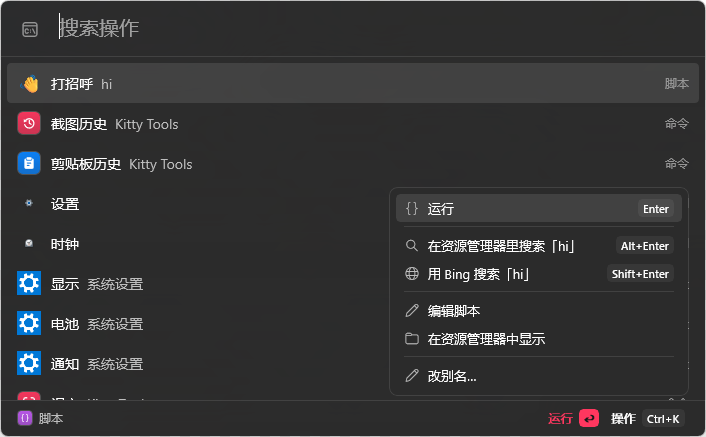 搜索操作
打招呼 hi 脚本
截图历史 Kitty Tools 命令
剪贴板历史 Kitty Tools 命令
设置
时钟
显示 系统设置
电池 系统设置
通知 系统设置
运行 Enter
在资源管理器里搜索「hi」 Alt+Enter
用 Bing 搜索「hi」 Shift+Enter
编辑脚本
在资源管理器中显示
改别名...
脚本 运行 操作 Ctrl+K